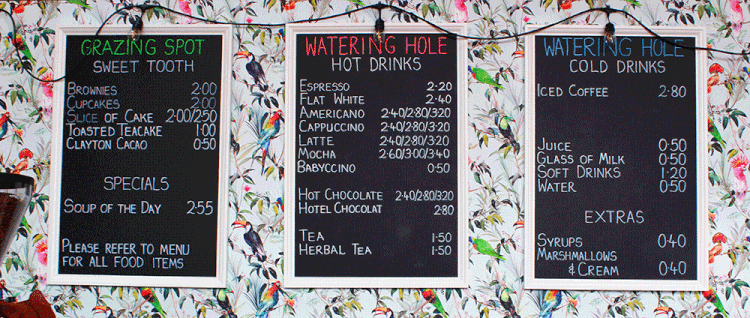 GRAZING SPOT
SWEET TOOTH
BROWNIES 2·00
CUPCAKES 2·00
SLICE OF CAKE 2·00/2·50
TOASTED TEACAKE 1·00
CLAYTON CACAO 0·50
SPECIALS
SOUP OF THE DAY 2·55
PLEASE REFER TO MENU
FOR ALL FOOD ITEMS
WATERING HOLE
HOT DRINKS
ESPRESSO 2·20
FLAT WHITE 2·40
AMERICANO 2·40/2·80/3·20
CAPPUCCINO 2·40/2·80/3·20
LATTE 2·40/2·80/3·20
MOCHA 2·60/3·00/3·40
BABYCCINO 0·50
HOT CHOCOLATE 2·40/2·80/3·20
HOTEL CHOCOLAT 2·80
TEA 1·50
HERBAL TEA 1·50
WATERING HOLE
COLD DRINKS
ICED COFFEE 2·80
JUICE 0·50
GLASS OF MILK 0·50
SOFT DRINKS 1·20
WATER 0·50
EXTRAS
SYRUPS 0·40
MARSHMALLOWS
& CREAM 0·40